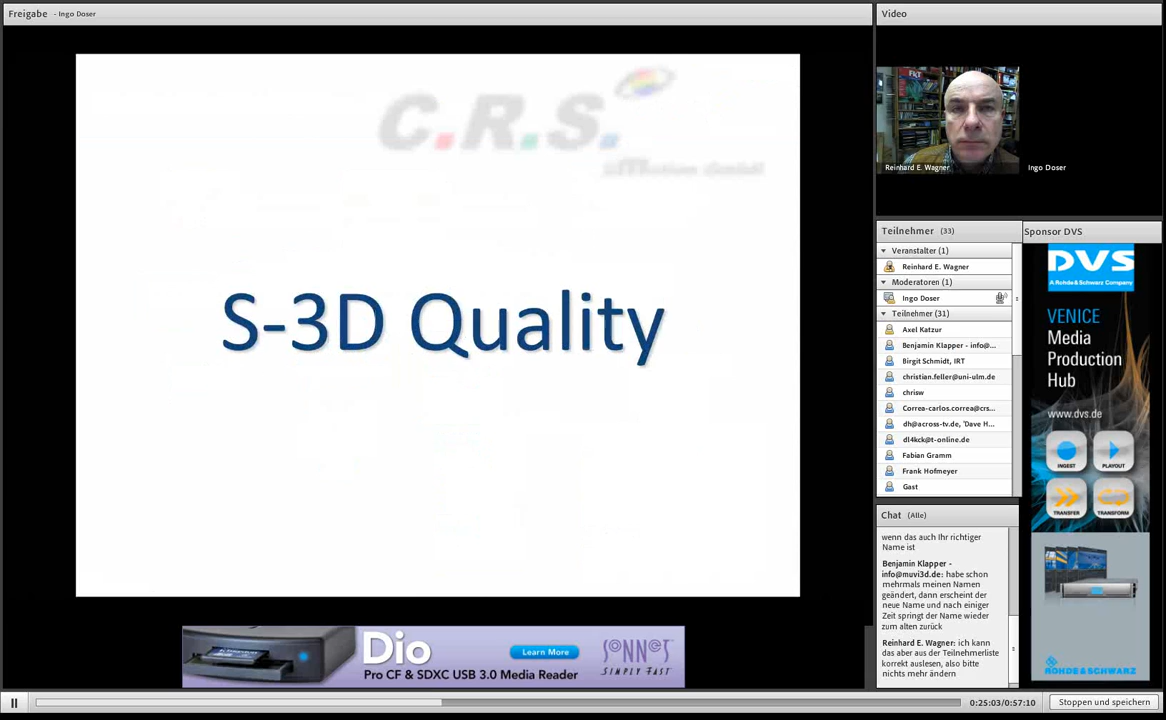 Freigabe - Ingo Doser
C.R.S.
iiMotion GmbH
S-3D Quality
Dio
Pro CF & SDXC USB 3.0 Media Reader
Learn More
SONNET
SIMPLY FAST
Video
Reinhard E. Wagner
Ingo Doser
Teilnehmer (33)
Veranstalter (1)
Reinhard E. Wagner
Moderatoren (1)
Ingo Doser
Teilnehmer (31)
Axel Katzur
Benjamin Klapper - info@...
Birgit Schmidt, IRT
christian.feller@uni-ulm.de
chrisw
Correa-carlos.correa@crs...
dh@across-tv.de, 'Dave H...
dl4kck@t-online.de
Fabian Gramm
Frank Hofmeyer
Gast
Sponsor DVS
DVS
A Rohde&Schwarz Company
VENICE
Media
Production
Hub
www.dvs.de
INGEST
PLAYOUT
TRANSFER
TRANSFORM
ROHDE&SCHWARZ
Chat (Alle)
wenn das auch Ihr richtiger
Name ist
Benjamin Klapper -
info@muvi3d.de: habe schon
mehrmals meinen Namen
geändert, dann erscheint der
neue Name und nach einiger
Zeit springt der Name wieder
zum alten zurück
Reinhard E. Wagner: ich kann
das aber aus der Teilnehmerliste
korrekt auslesen, also bitte
nichts mehr ändern
0:25:03/0:57:10
Stoppen und speichern